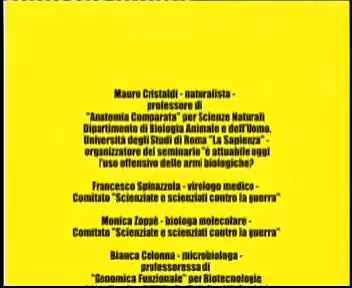 Mauro Cristaldi - naturalista -
professore di
"Anatomia Comparata" per Scienze Naturali
Dipartimento di Biologia Animale e dell'Uomo,
Università degli Studi di Roma "La Sapienza" -
organizzatore del seminario "è attuabile oggi
l'uso offensivo delle armi biologiche?
Francesco Spinazzola - virologo medico -
Comitato "Scienziate e scienziati contro la guerra"
Monica Zoppè - biologa molecolare -
Comitato "Scienziate e scienziati contro la guerra"
Bianca Colonna - microbiologa -
professoressa di
"Genomica Funzionale" per Biotecnologie